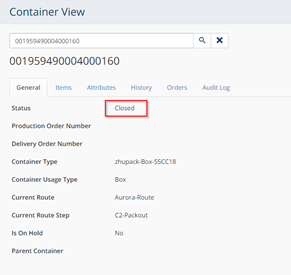 Container View
001959490004000160
001959490004000160
General Items Attributes History Orders Audit Log
Status Closed
Production Order Number
Delivery Order Number
Container Type zhupack-Box-SSCC18
Container Usage Type Box
Current Route Aurora-Route
Current Route Step C2-Packout
Is On Hold No
Parent Container